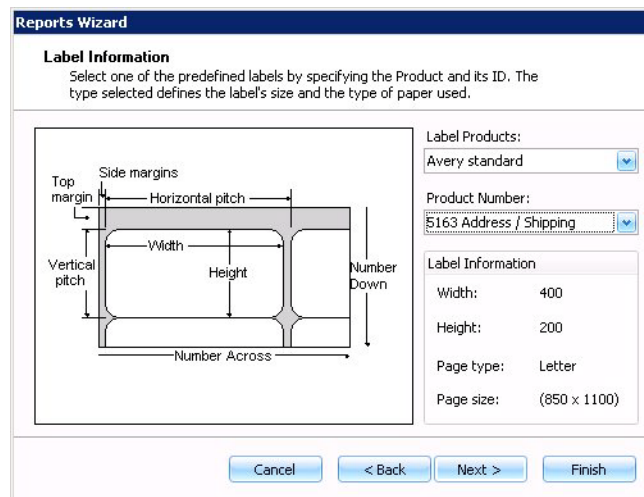 Reports Wizard
Label Information
Select one of the predefined labels by specifying the Product and its ID. The
type selected defines the label's size and the type of paper used.
Side margins
Top
margin
Horizontal pitch
Width
Vertical
pitch
Height
Number
Down
Number Across
Label Products:
Avery standard
Product Number:
5163 Address / Shipping
Label Information
Width: 400
Height: 200
Page type: Letter
Page size: (850 x 1100)
Cancel
< Back
Next >
Finish